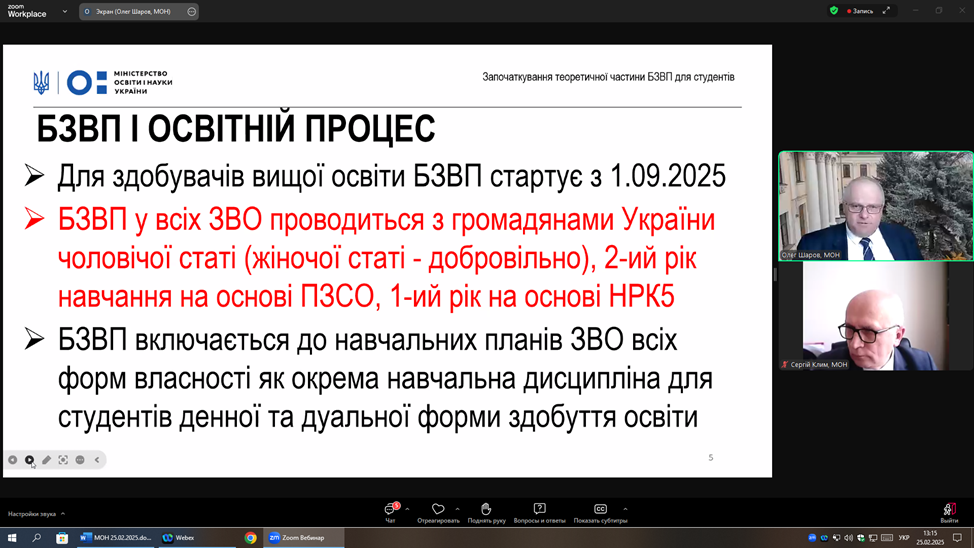 zoom
Workplace
Экран (Олег Шаров, МОН)
Запись
МІНІСТЕРСТВО
ОСВІТИ І НАУКИ
УКРАЇНИ
Започаткування теоретичної частини БЗВП для студентів
БЗВП І ОСВІТНІЙ ПРОЦЕС
Для здобувачів вищої освіти БЗВП стартує з 1.09.2025
БЗВП у всіх ЗВО проводиться з громадянами України
чоловічої статі (жіночої статі - добровільно), 2-ий рік
навчання на основі ПЗСО, 1-ий рік на основі НРК5
БЗВП включається до навчальних планів ЗВО всіх
форм власності як окрема навчальна дисципліна для
студентів денної та дуальної форми здобуття освіти
5
Олег Шаров, МОН
Сергій Клим, МОН
Настройки звука
5
Чат
Отреагировать
Поднять руку
Вопросы и ответы
CC
Показать субтитры
Выйти
МОН 25.02.2025.do...
Webex
zm
Zoom Вебинар
zm
УКР
13:15
25.02.2025